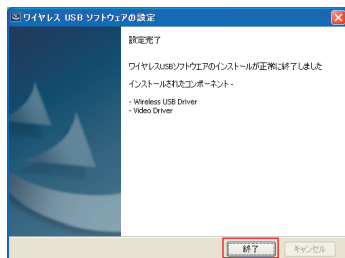 ワイヤレス USB ソフトウェアの設定
設定完了
ワイヤレスUSBソフトウェアのインストールが正常に終了しました
インストールされたコンポーネント -
- Wireless USB Driver
- Video Driver
終了
キャンセル